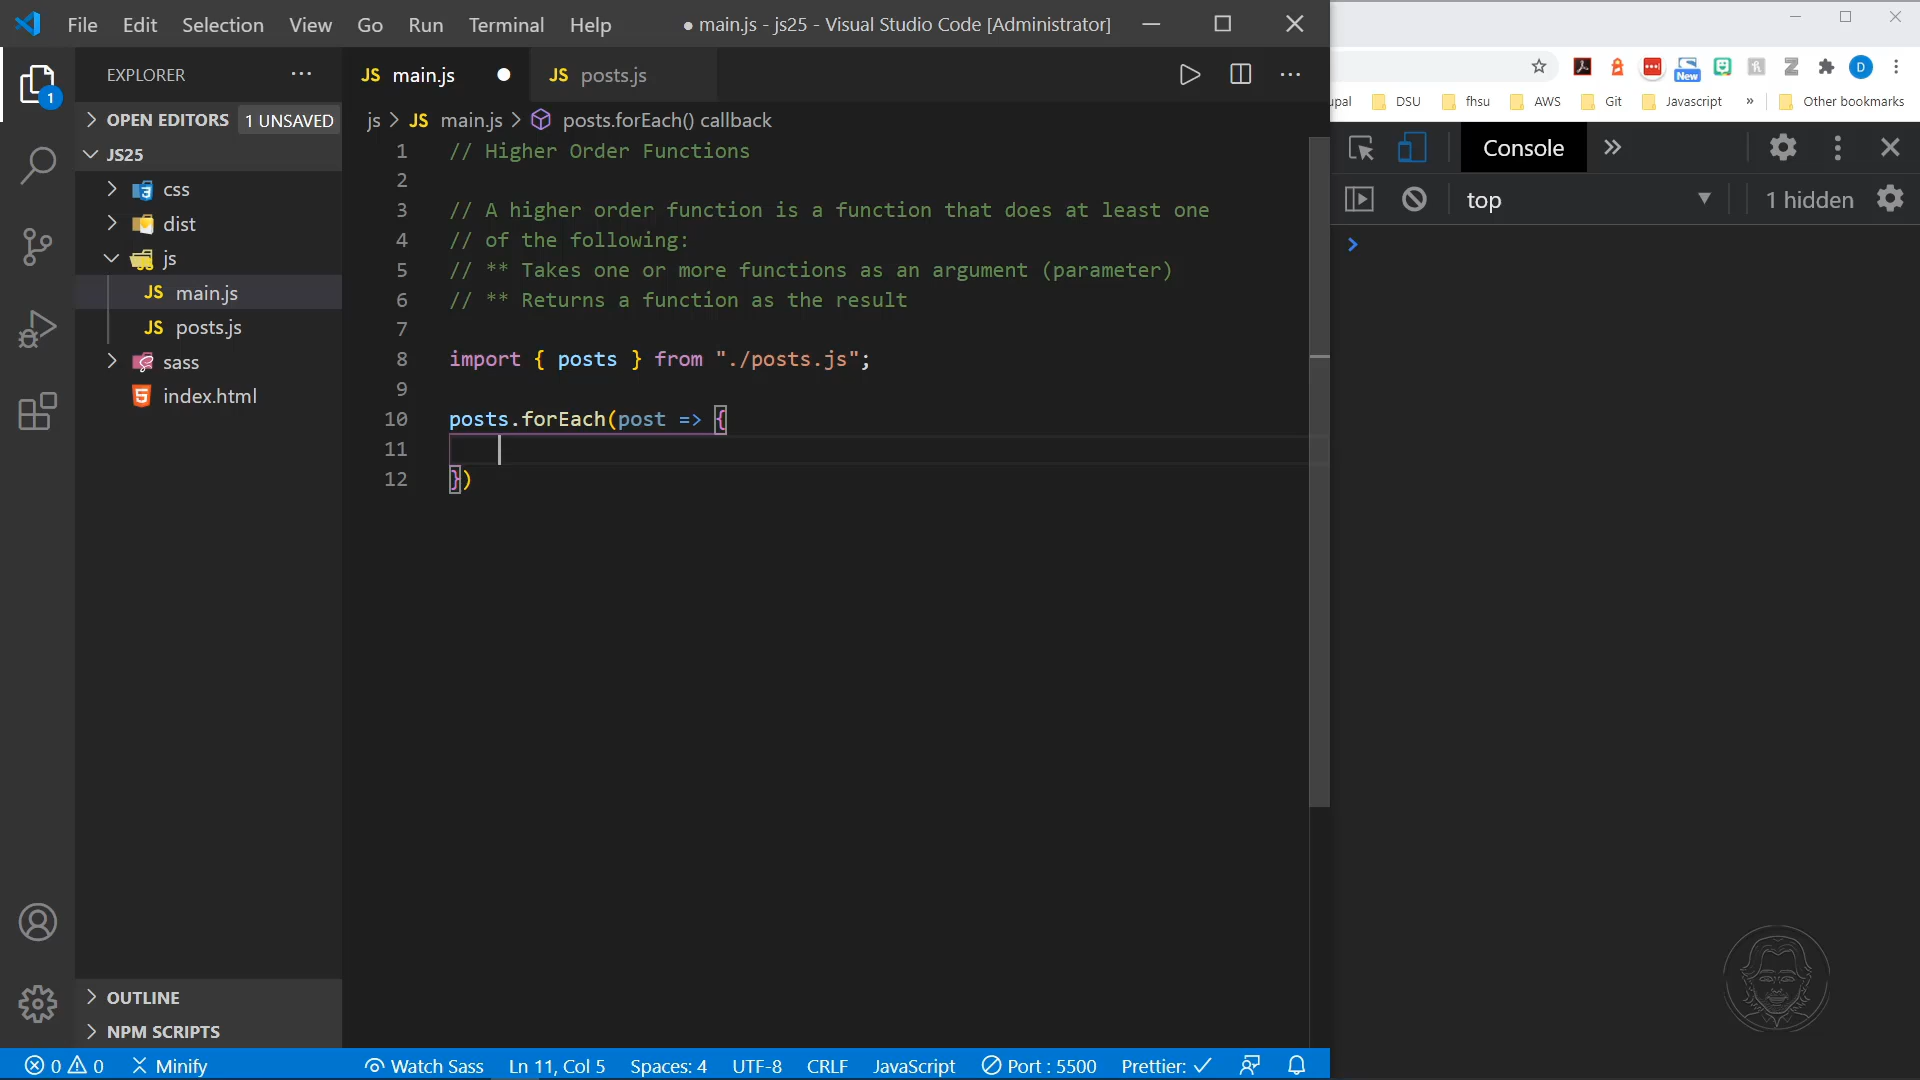 File Edit Selection View Go Run Terminal Help ● main.js - js25 - Visual Studio Code [Administrator]
EXPLORER
JS main.js
JS posts.js
1
OPEN EDITORS 1 UNSAVED
JS25
css
dist
js
JS main.js
JS posts.js
sass
index.html
OUTLINE
NPM SCRIPTS
js > JS main.js > posts.forEach() callback
1 // Higher Order Functions
2
3 // A higher order function is a function that does at least one
4 // of the following:
5 // ** Takes one or more functions as an argument (parameter)
6 // ** Returns a function as the result
7
8 import { posts } from "./posts.js";
9
10 posts.forEach(post => {
11
12 })
New
D
DSU fhsu AWS Git Javascript » Other bookmarks
Console
top 1 hidden
0 0 Minify Watch Sass Ln 11, Col 5 Spaces: 4 UTF-8 CRLF JavaScript Port : 5500 Prettier: ✓